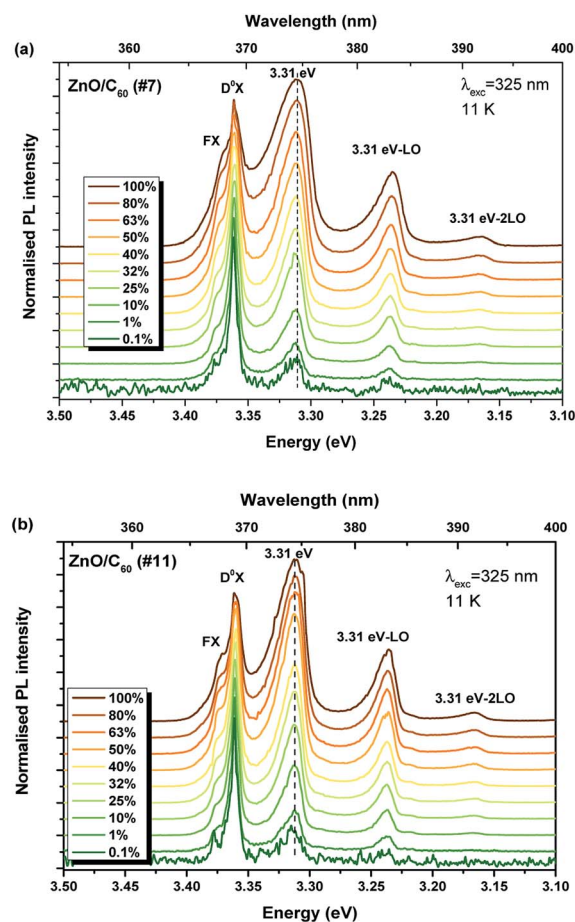 Wavelength (nm)
(a)
360 370 380 390 400
ZnO/C60 (#7)
D0X
3.31 eV
λexc=325 nm
11 K
FX
3.31 eV-LO
3.31 eV-2LO
100%
80%
63%
50%
40%
32%
25%
10%
1%
0.1%
Normalised PL intensity
3.50 3.45 3.40 3.35 3.30 3.25 3.20 3.15 3.10
Energy (eV)
Wavelength (nm)
(b)
360 370 380 390 400
ZnO/C60 (#11)
3.31 eV
D0X
λexc=325 nm
11 K
FX
3.31 eV-LO
3.31 eV-2LO
100%
80%
63%
50%
40%
32%
25%
10%
1%
0.1%
Normalised PL intensity
3.50 3.45 3.40 3.35 3.30 3.25 3.20 3.15 3.10
Energy (eV)